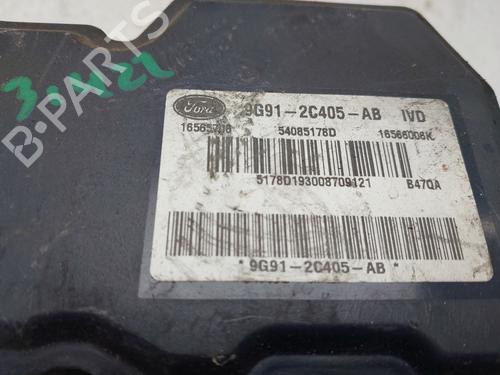 B-PARTS
Ford 9G91-2C405-AB IVD
54085178D 16566006K
5178D193008709121 B47QA
*9G91-2C405-AB*